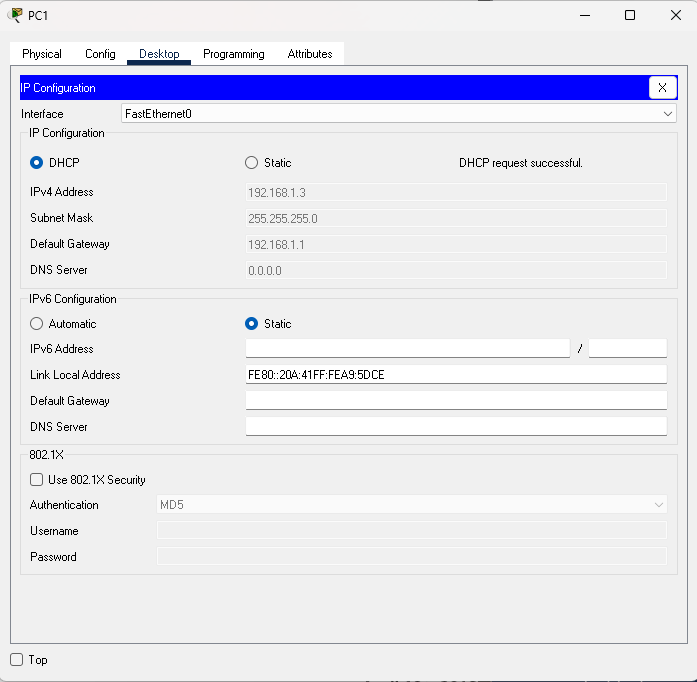 PC1
Physical Config Desktop Programming Attributes
IP Configuration X
Interface FastEthernet0
IP Configuration
DHCP Static DHCP request successful.
IPv4 Address 192.168.1.3
Subnet Mask 255.255.255.0
Default Gateway 192.168.1.1
DNS Server 0.0.0.0
IPv6 Configuration
Automatic Static
IPv6 Address /
Link Local Address FE80::20A:41FF:FEA9:5DCE
Default Gateway
DNS Server
802.1X
Use 802.1X Security
Authentication MD5
Username
Password
Top